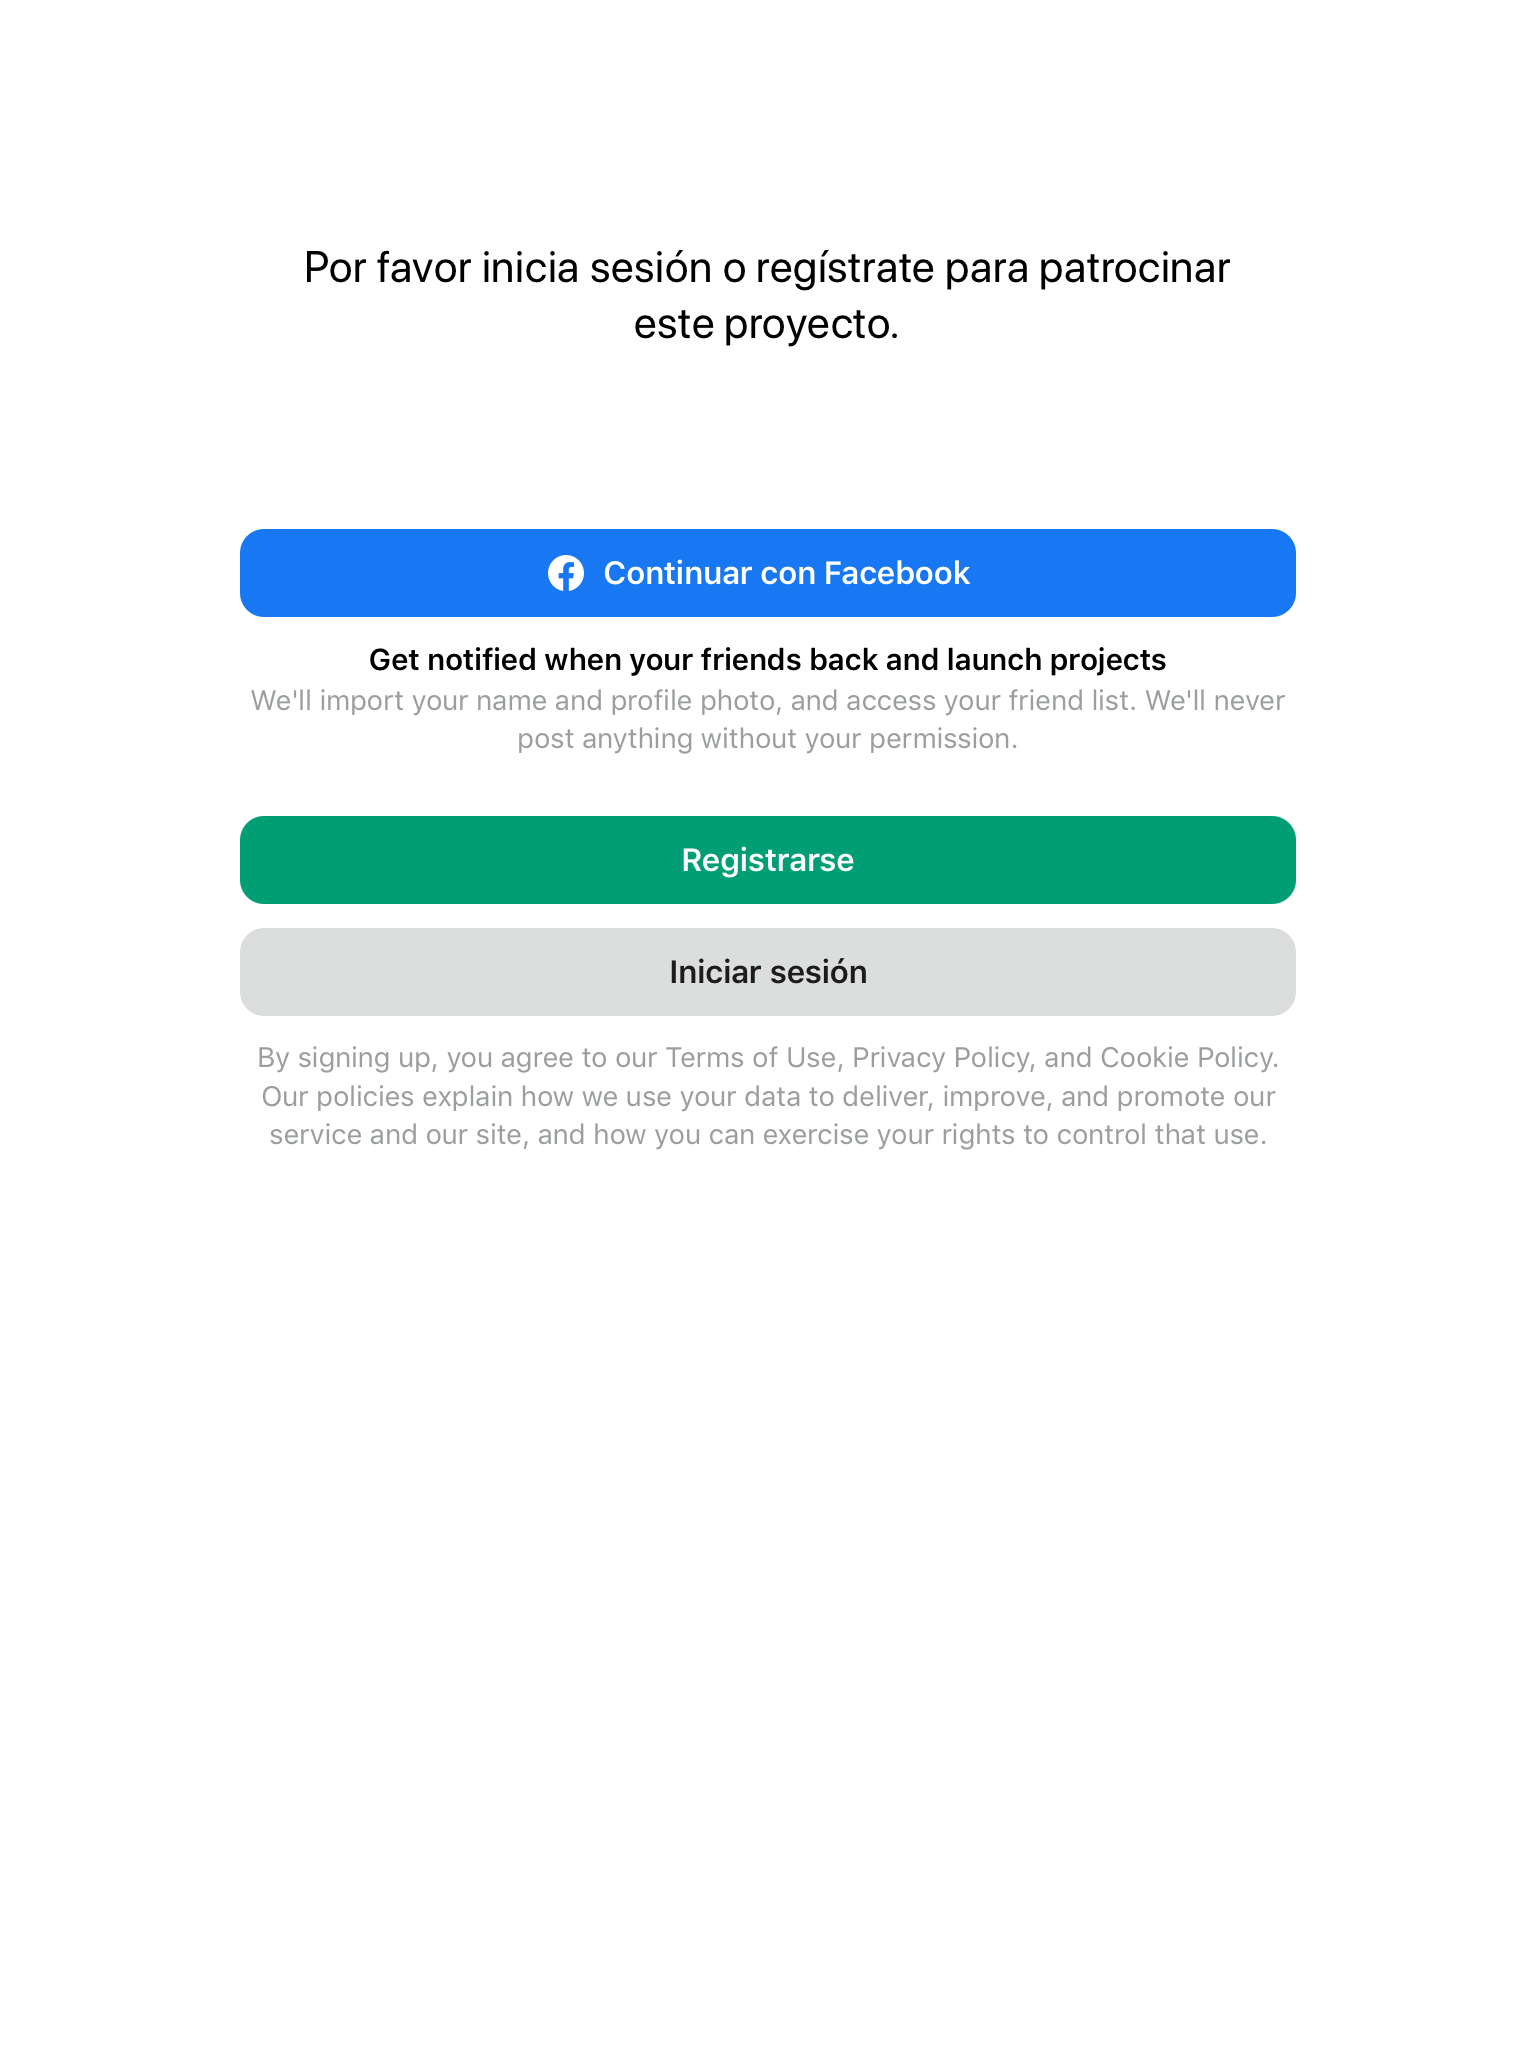 Por favor inicia sesión o regístrate para patrocinar
este proyecto.
Continuar con Facebook
Get notified when your friends back and launch projects
We'll import your name and profile photo, and access your friend list. We'll never
post anything without your permission.
Registrarse
Iniciar sesión
By signing up, you agree to our Terms of Use, Privacy Policy, and Cookie Policy.
Our policies explain how we use your data to deliver, improve, and promote our
service and our site, and how you can exercise your rights to control that use.